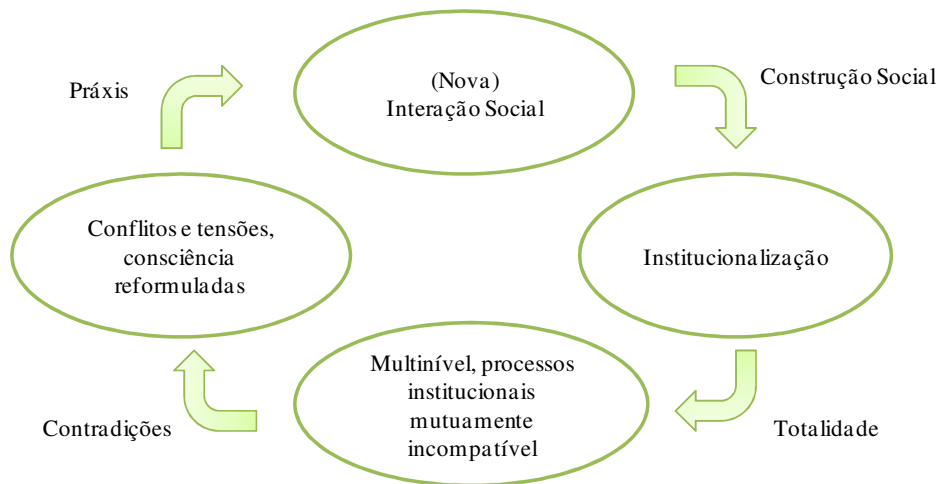 (Nova)
Interação Social
Construção Social
Institucionalização
Totalidade
Multinível, processos
institucionais
mutuamente
incompatível
Contradições
Conflitos e tensões,
consciência
reformuladas
Práxis